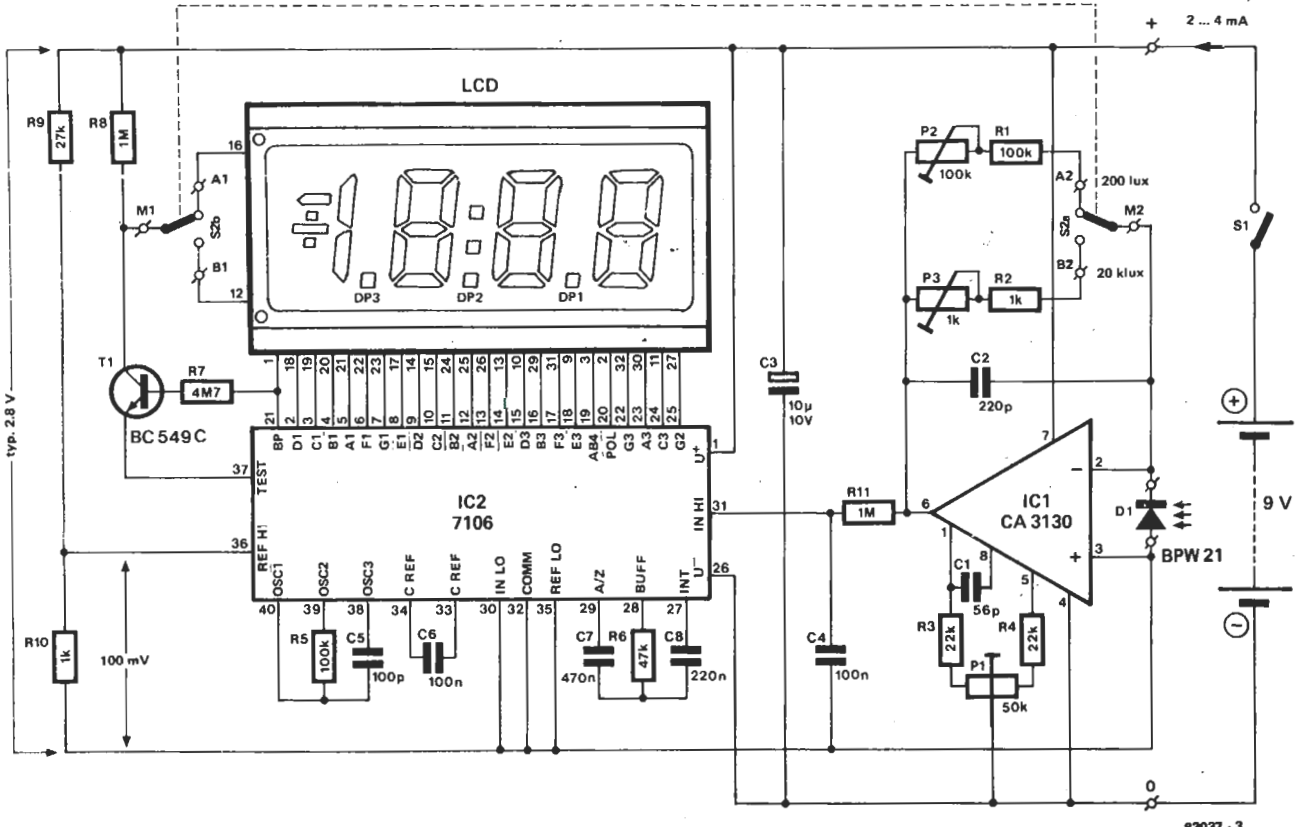 +
2 ... 4 mA
LCD
R9
27k
R8
1M
16
A1
M1
S2b
B1
12
DP3
DP2
DP1
P2
100k
R1
100k
A2
200 lux
S2a
M2
B2
20 klux
P3
1k
R2
1k
S1
C2
220p
C3
10µ
10V
T1
BC 549C
R7
4M7
typ. 2.8 V
1 18 19 20 21 22 23 17 14 15 24 25 26 13 10 29 31 9 3 2 32 30 11 27
21 2 3 4 5 6 7 8 9 10 11 12 13 14 15 16 17 18 19 20 22 23 24 25
BP D1 C1 B1 A1 F1 G1 E1 D2 C2 B2 A2 F2 E2 D3 B3 F3 E3 AB4 POL G3 A3 C3 G2
U+
1
37
TEST
IC2
7106
IN HI
31
R11
1M
6
7
2
−
IC1
CA 3130
+
3
D1
BPW 21
9 V
+
−
36
REF HI
U−
26
OSC1 OSC2 OSC3 C REF C REF IN LO COMM REF LO A/Z BUFF INT
40 39 38 34 33 30 32 35 29 28 27
1
8
C1
56p
5
4
R3
22k
R4
22k
P1
50k
R10
1k
100 mV
R5
100k
C5
100p
C6
100n
C7
470n
R6
47k
C8
220n
C4
100n
0
82037 - 3